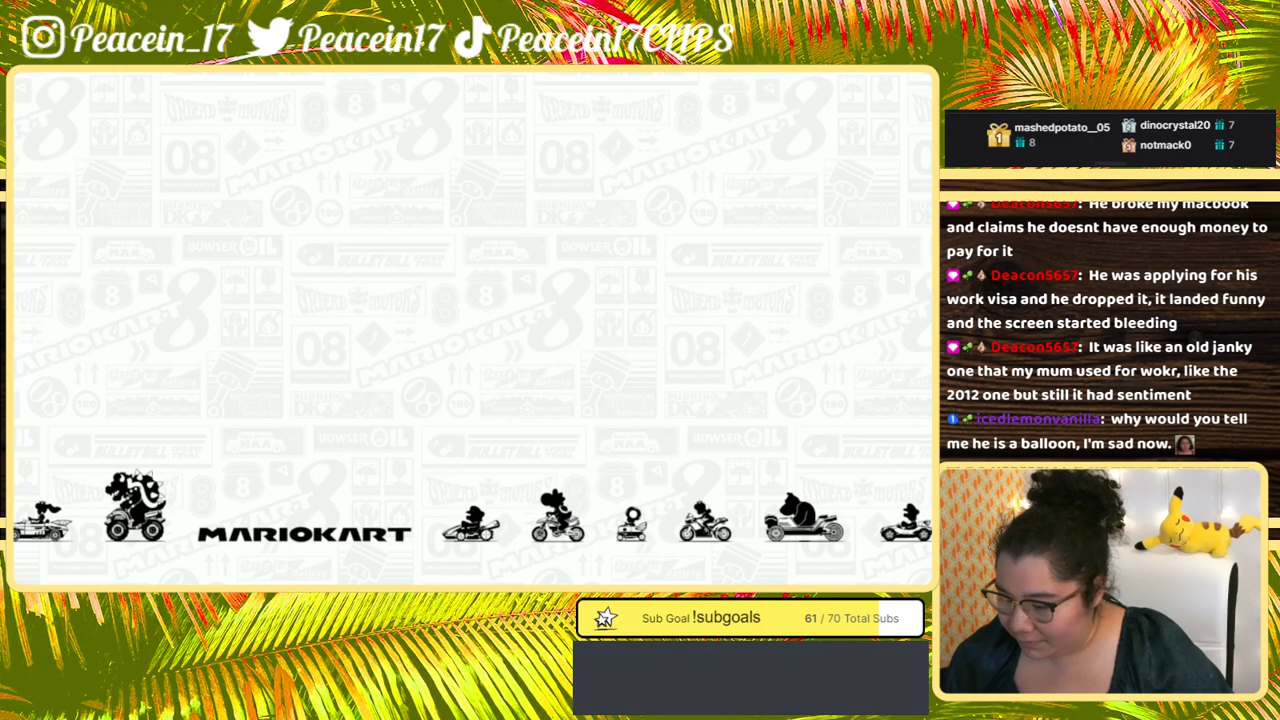 Peacein_17 Peacein17 Peacein17ClIPS
mashedpotato__05
8
dinocrystal20 7
notmack0 7
Deacon5657: He broke my macbook
and claims he doesnt have enough money to
pay for it
Deacon5657: He was applying for his
work visa and he dropped it, it landed funny
and the screen started bleeding
Deacon5657: It was like an old janky
one that my mum used for wokr, like the
2012 one but still it had sentiment
icedlemonvanilla: why would you tell
me he is a balloon, I'm sad now.
MARIOKART
Sub Goal !subgoals 61 / 70 Total Subs